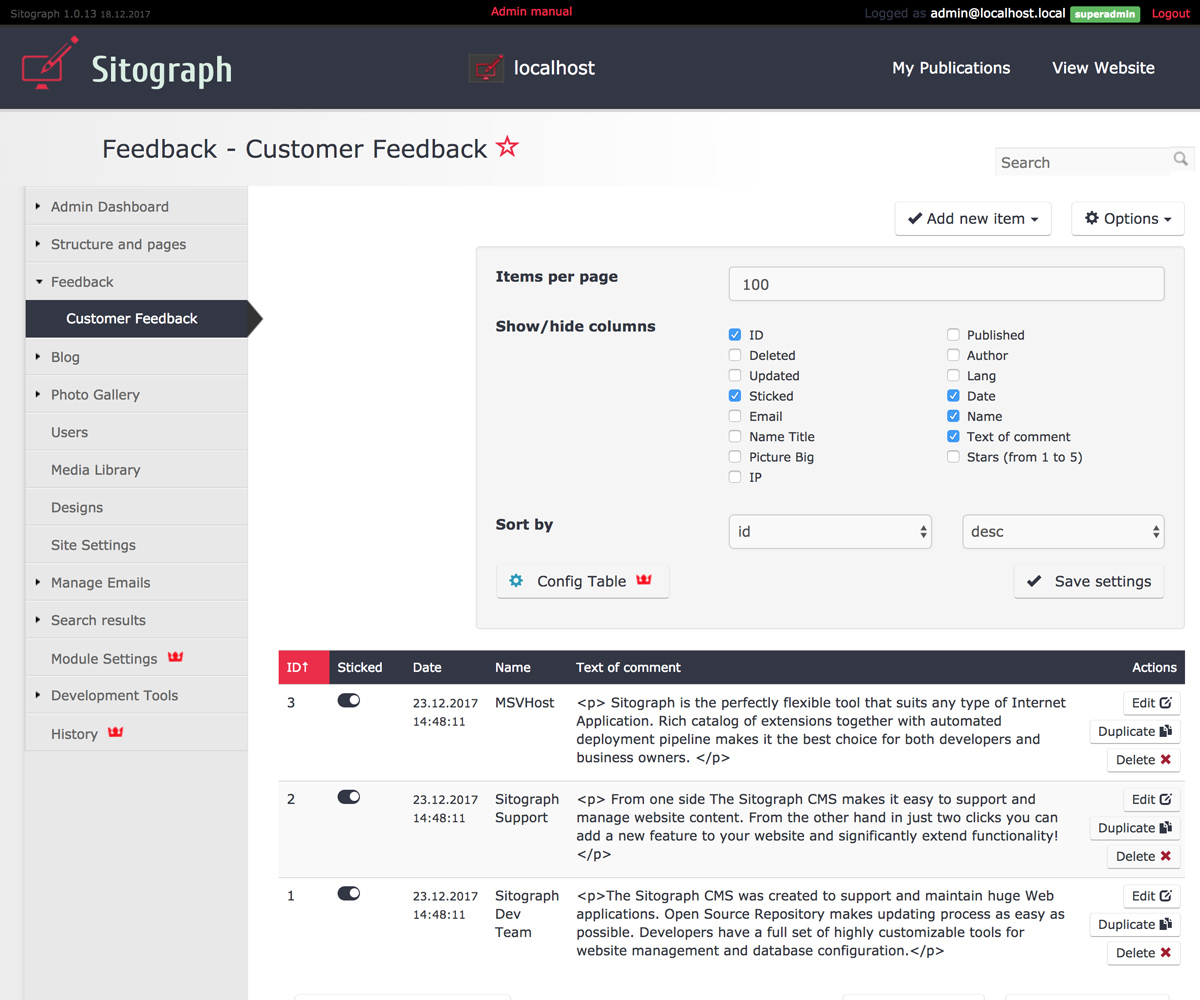 Sitograph 1.0.13 18.12.2017
Admin manual
Logged as admin@localhost.local superadmin Logout
Sitograph
localhost
My Publications
View Website
Feedback - Customer Feedback
Search
Admin Dashboard
Structure and pages
Feedback
Customer Feedback
Blog
Photo Gallery
Users
Media Library
Designs
Site Settings
Manage Emails
Search results
Module Settings
Development Tools
History
Add new item
Options
Items per page
100
Show/hide columns
ID
Deleted
Updated
Sticked
Email
Name Title
Picture Big
IP
Published
Author
Lang
Date
Name
Text of comment
Stars (from 1 to 5)
Sort by
id
desc
Config Table
Save settings
ID↑ Sticked Date Name Text of comment Actions
3
23.12.2017
14:48:11
MSVHost
<p> Sitograph is the perfectly flexible tool that suits any type of Internet
Application. Rich catalog of extensions together with automated
deployment pipeline makes it the best choice for both developers and
business owners. </p>
Edit
Duplicate
Delete
2
23.12.2017
14:48:11
Sitograph
Support
<p> From one side The Sitograph CMS makes it easy to support and
manage website content. From the other hand in just two clicks you can
add a new feature to your website and significantly extend functionality!
</p>
Edit
Duplicate
Delete
1
23.12.2017
14:48:11
Sitograph
Dev
Team
<p>The Sitograph CMS was created to support and maintain huge Web
applications. Open Source Repository makes updating process as easy as
possible. Developers have a full set of highly customizable tools for
website management and database configuration.</p>
Edit
Duplicate
Delete